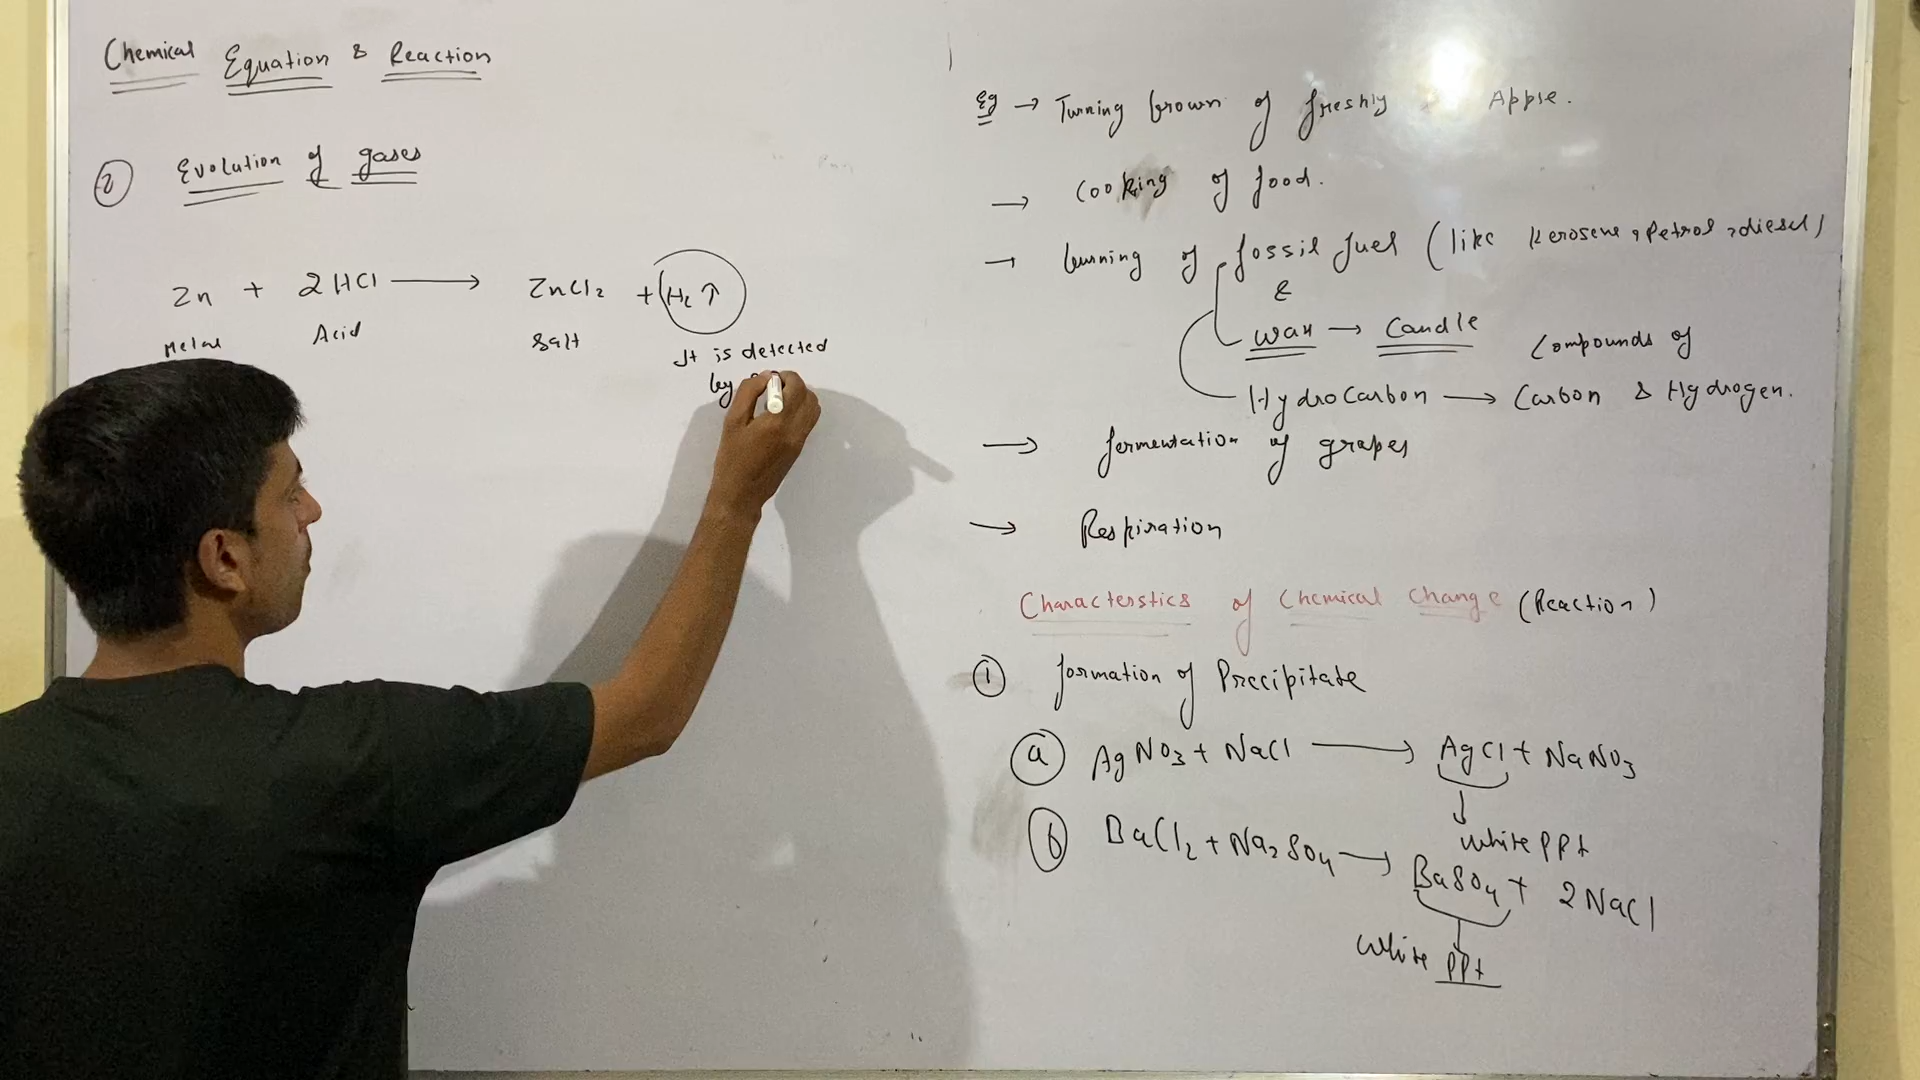 Chemical Equation & Reaction
② Evolution of gases
Zn + 2HCl ⟶ ZnCl₂ + H₂ ↑
Metal Acid Salt
It is detected
by
Eg → Turning brown of freshly Apple.
→ Cooking of food.
→ burning of fossil fuel (like Kerosene, Petrol, diesel)
&
wax → Candle
Compounds of
Hydrocarbon → Carbon & Hydrogen.
→ fermentation of grapes
→ Respiration
Characterstics of Chemical Change (Reaction)
① formation of Precipitate
ⓐ AgNO₃ + NaCl ⟶ AgCl + NaNO₃
↓
white PPt
ⓑ BaCl₂ + Na₂SO₄ ⟶ BaSO₄ + 2NaCl
White PPt